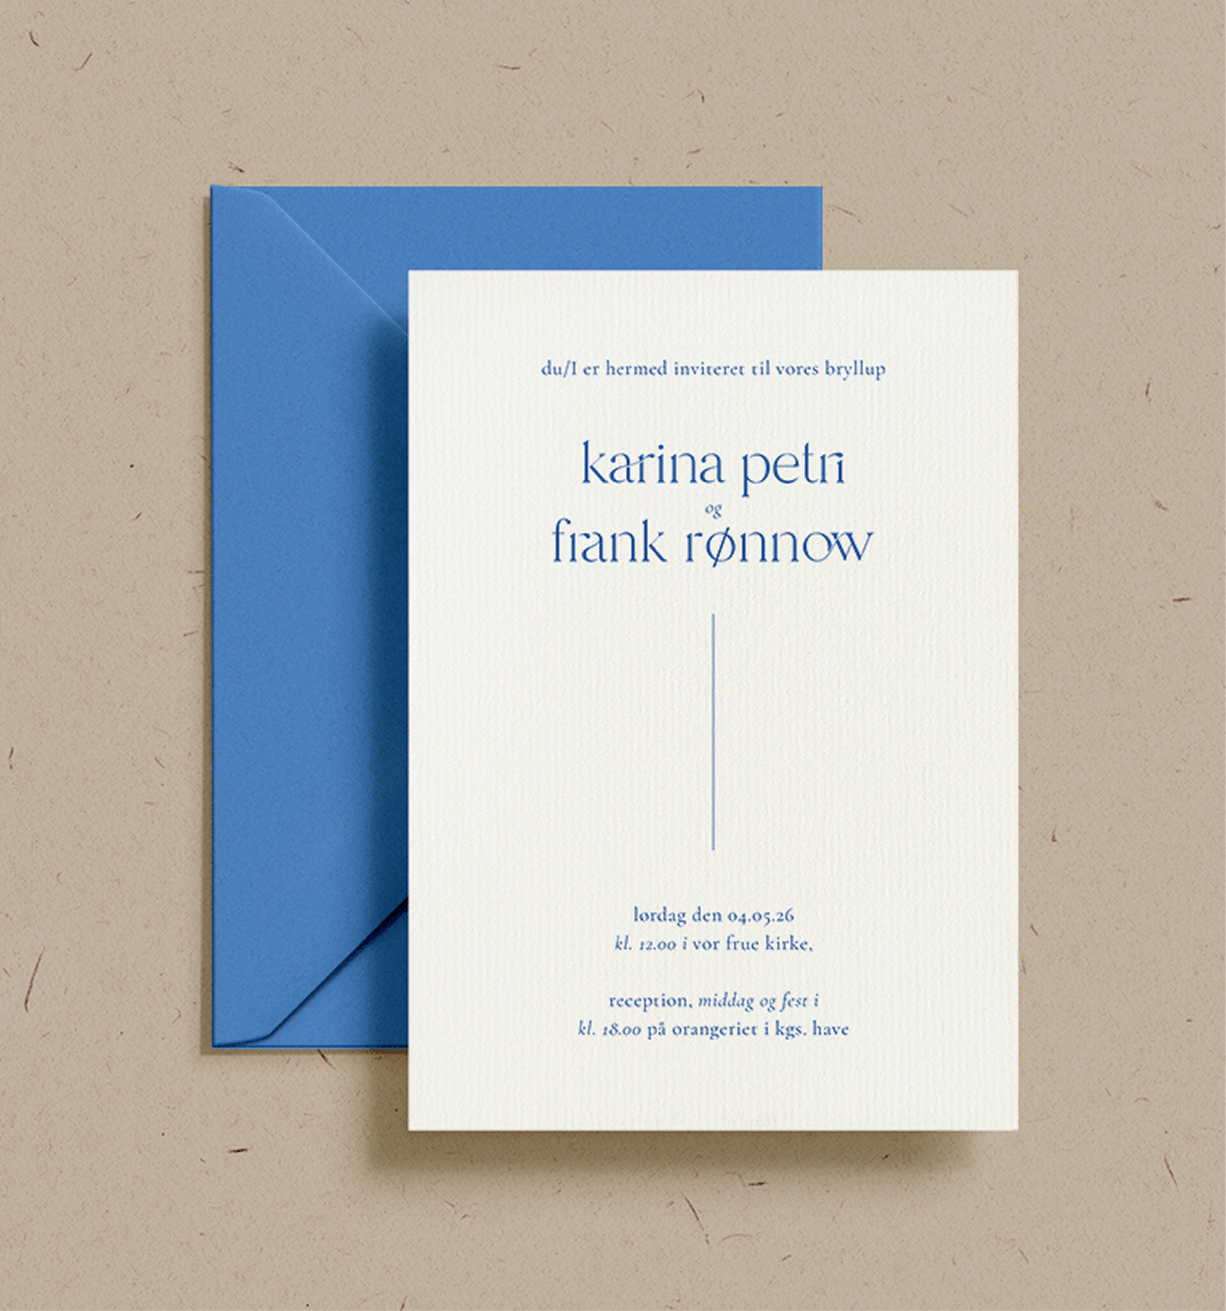 du/I er hermed inviteret til vores bryllup
karina petri
og
frank rønnow
lørdag den 04.05.26
kl. 12.00 i vor frue kirke,
reception, middag og fest i
kl. 18.00 på orangeriet i kgs. have